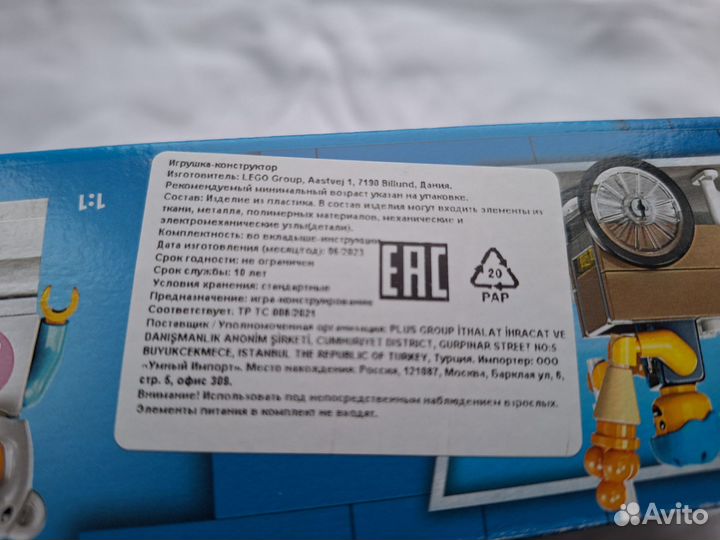 Игрушка-конструктор
Изготовитель: LEGO Group, Aastvej 1, 7190 Billund, Дания.
Рекомендуемый минимальный возраст указан на упаковке.
Состав: Изделие из пластика. В состав изделия могут входить элементы из
ткани, металла, полимерных материалов, механические и
электромеханические узлы(детали).
Комплектность: во вкладыше-инструкции
Дата изготовления (месяц/год): 06/2023
Срок годности: не ограничен
Срок службы: 10 лет
Условия хранения: стандартные
Предназначение: игра-конструирование
Соответствует: ТР ТС 008/2021
Поставщик / Уполномоченная организация: PLUS GROUP İTHALAT İHRACAT VE
DANIŞMANLIK ANONİM ŞİRKETİ, CUMHURIYET DISTRICT, GURPINAR STREET NO:5
BUYUKCEKMECE, ISTANBUL THE REPUBLIC OF TURKEY, Турция. Импортер: ООО
«Умный Импорт». Место нахождения: Россия, 121087, Москва, Барклая ул, 6,
стр. 5, офис 308.
Внимание! Использовать под непосредственным наблюдением взрослых.
Элементы питания в комплект не входят.
EAC
20
PAP
1:1
Avito